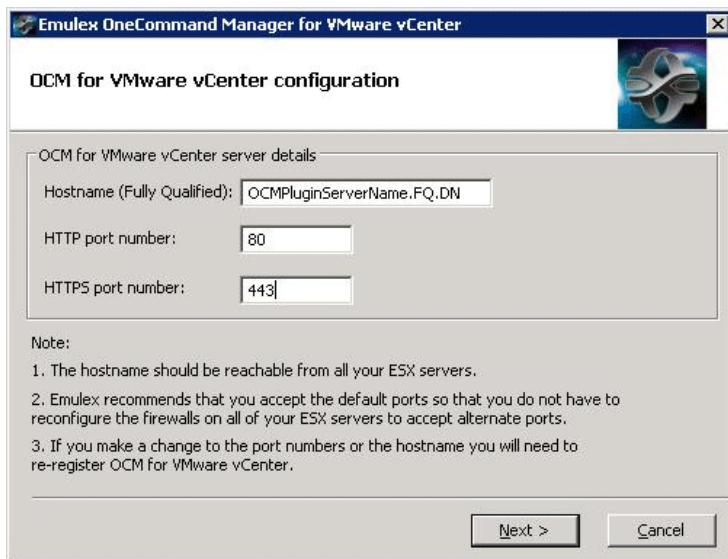 Emulex OneCommand Manager for VMware vCenter
OCM for VMware vCenter configuration
OCM for VMware vCenter server details
Hostname (Fully Qualified): OCMPluginServerName.FQ.DN
HTTP port number: 80
HTTPS port number: 443
Note:
1. The hostname should be reachable from all your ESX servers.
2. Emulex recommends that you accept the default ports so that you do not have to
reconfigure the firewalls on all of your ESX servers to accept alternate ports.
3. If you make a change to the port numbers or the hostname you will need to
re-register OCM for VMware vCenter.
Next > Cancel